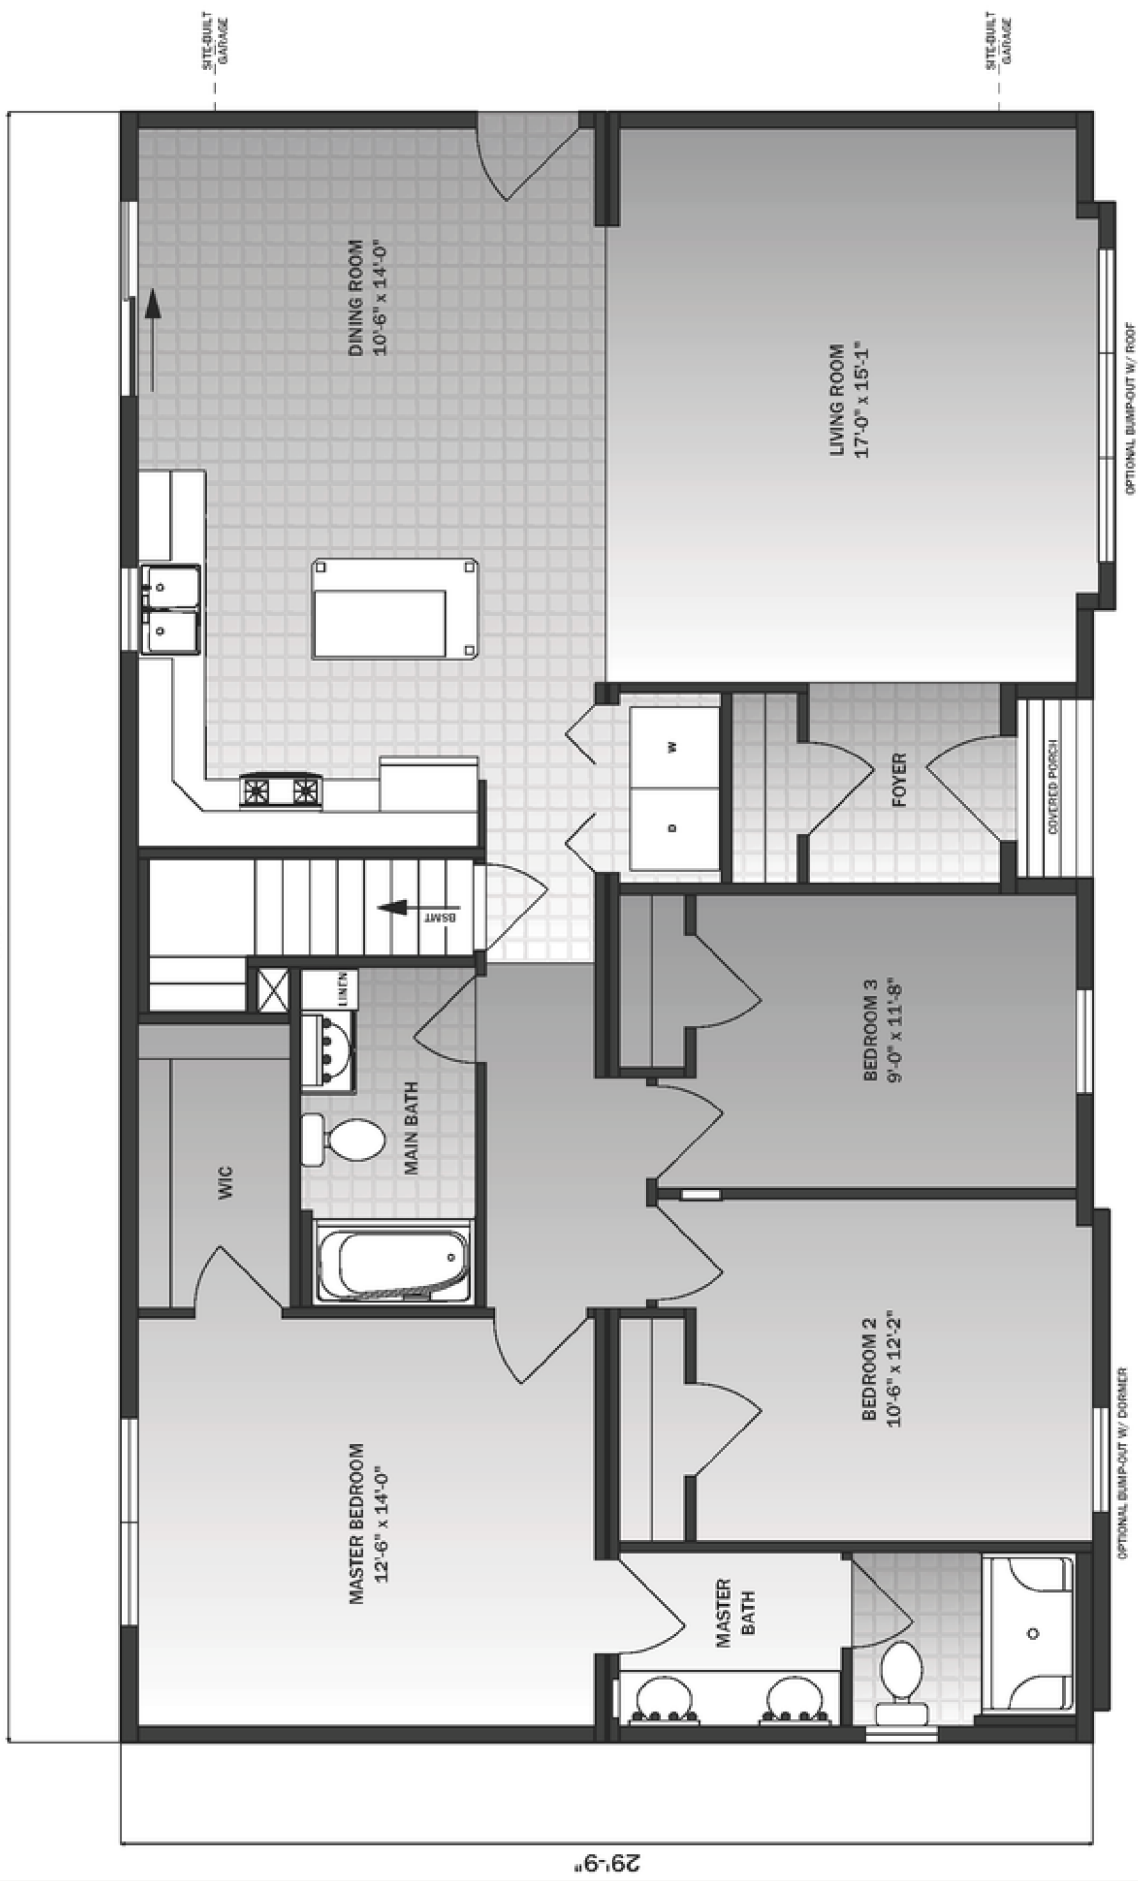 SITE-BUILT
GARAGE
SITE-BUILT
GARAGE
DINING ROOM
10'-6" x 14'-0"
LIVING ROOM
17'-0" x 15'-1"
OPTIONAL BUMP-OUT W/ ROOF
W
D
FOYER
COVERED PORCH
BSMT
LINEN
MAIN BATH
WIC
BEDROOM 3
9'-0" x 11'-8"
BEDROOM 2
10'-6" x 12'-2"
OPTIONAL BUMP-OUT W/ DORMER
MASTER BEDROOM
12'-6" x 14'-0"
MASTER
BATH
29'-9"